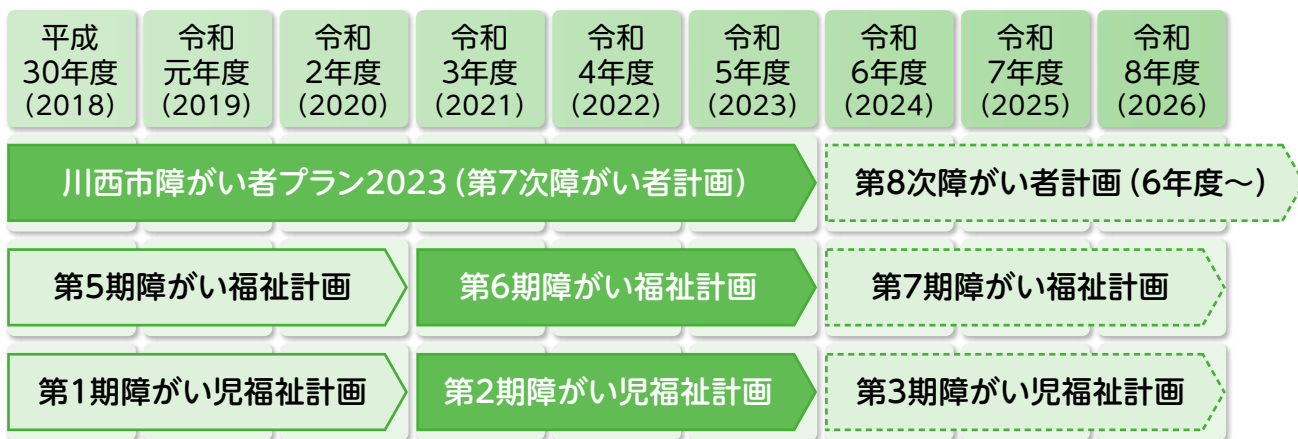 平成
30年度
(2018)
令和
元年度
(2019)
令和
2年度
(2020)
令和
3年度
(2021)
令和
4年度
(2022)
令和
5年度
(2023)
令和
6年度
(2024)
令和
7年度
(2025)
令和
8年度
(2026)
川西市障がい者プラン2023（第7次障がい者計画）
第8次障がい者計画（6年度～）
第5期障がい福祉計画
第6期障がい福祉計画
第7期障がい福祉計画
第1期障がい児福祉計画
第2期障がい児福祉計画
第3期障がい児福祉計画